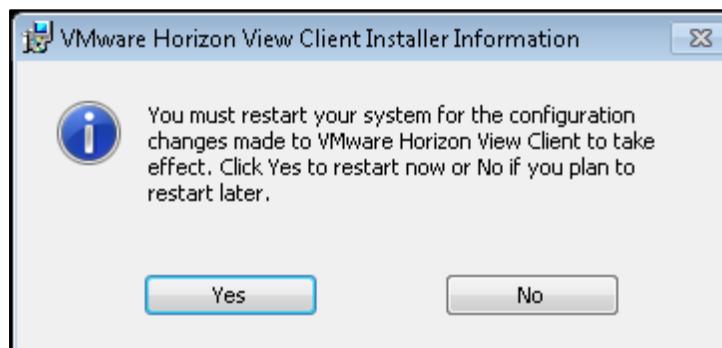 VMware Horizon View Client Installer Information
You must restart your system for the configuration
changes made to VMware Horizon View Client to take
effect. Click Yes to restart now or No if you plan to
restart later.
Yes No